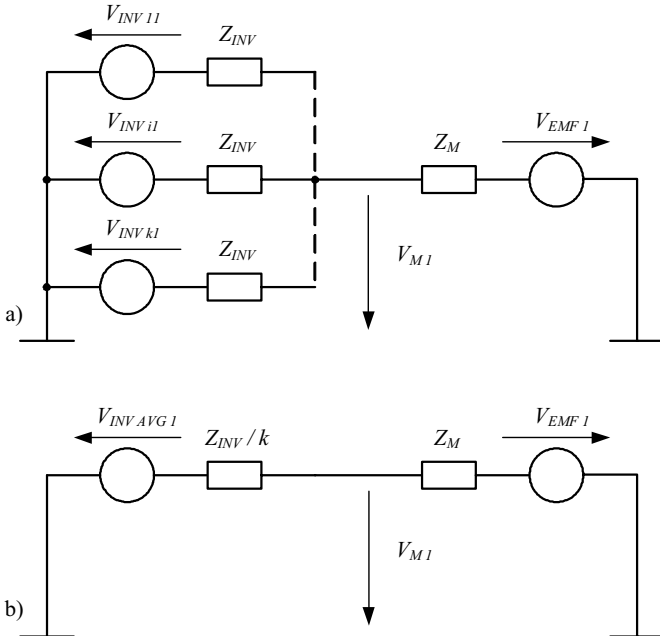 V_INV 11
Z_INV
V_INV i1
Z_INV
Z_M
V_EMF 1
V_INV k1
Z_INV
V_M 1
a)
V_INV AVG 1
Z_INV / k
Z_M
V_EMF 1
V_M 1
b)